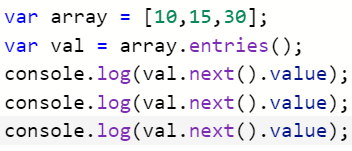 var array = [10,15,30];
var val = array.entries();
console.log(val.next().value);
console.log(val.next().value);
console.log(val.next().value);